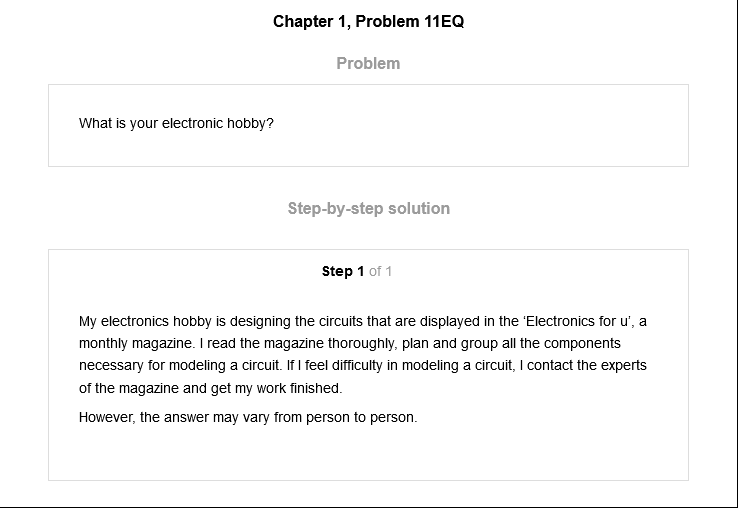 Chapter 1, Problem 11EQ
Problem
What is your electronic hobby?
Step-by-step solution
Step 1 of 1
My electronics hobby is designing the circuits that are displayed in the ‘Electronics for u’, a
monthly magazine. I read the magazine thoroughly, plan and group all the components
necessary for modeling a circuit. If I feel difficulty in modeling a circuit, I contact the experts
of the magazine and get my work finished.
However, the answer may vary from person to person.